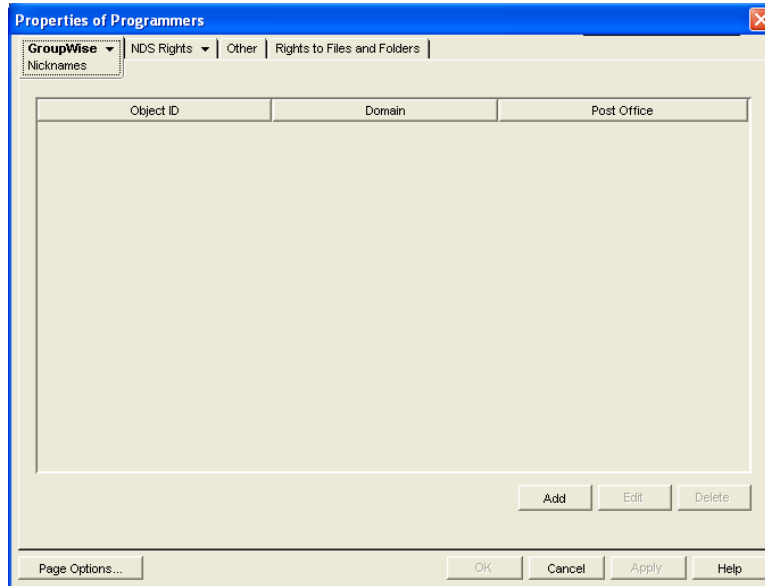 Properties of Programmers
GroupWise NDS Rights Other Rights to Files and Folders
Nicknames
Object ID Domain Post Office
Add Edit Delete
Page Options... OK Cancel Apply Help